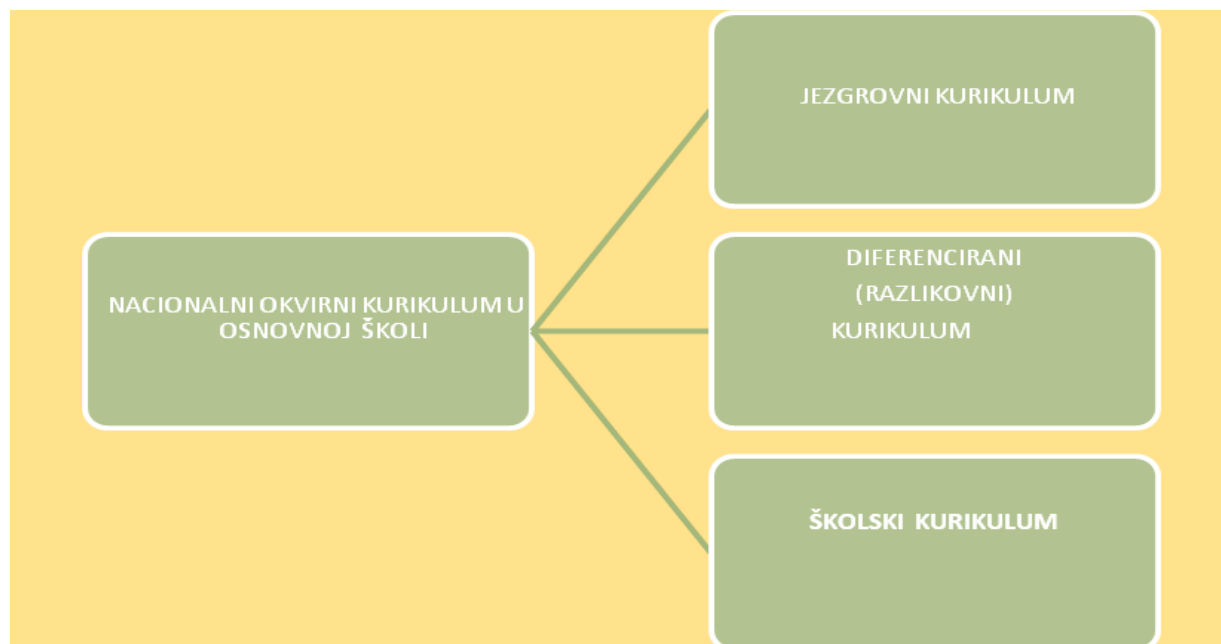 JEZGROVNI KURIKULUM
NACIONALNI OKVIRNI KURIKULUM U
OSNOVNOJ ŠKOLI
DIFERENCIRANI
(RAZLIKOVNI)
KURIKULUM
ŠKOLSKI KURIKULUM